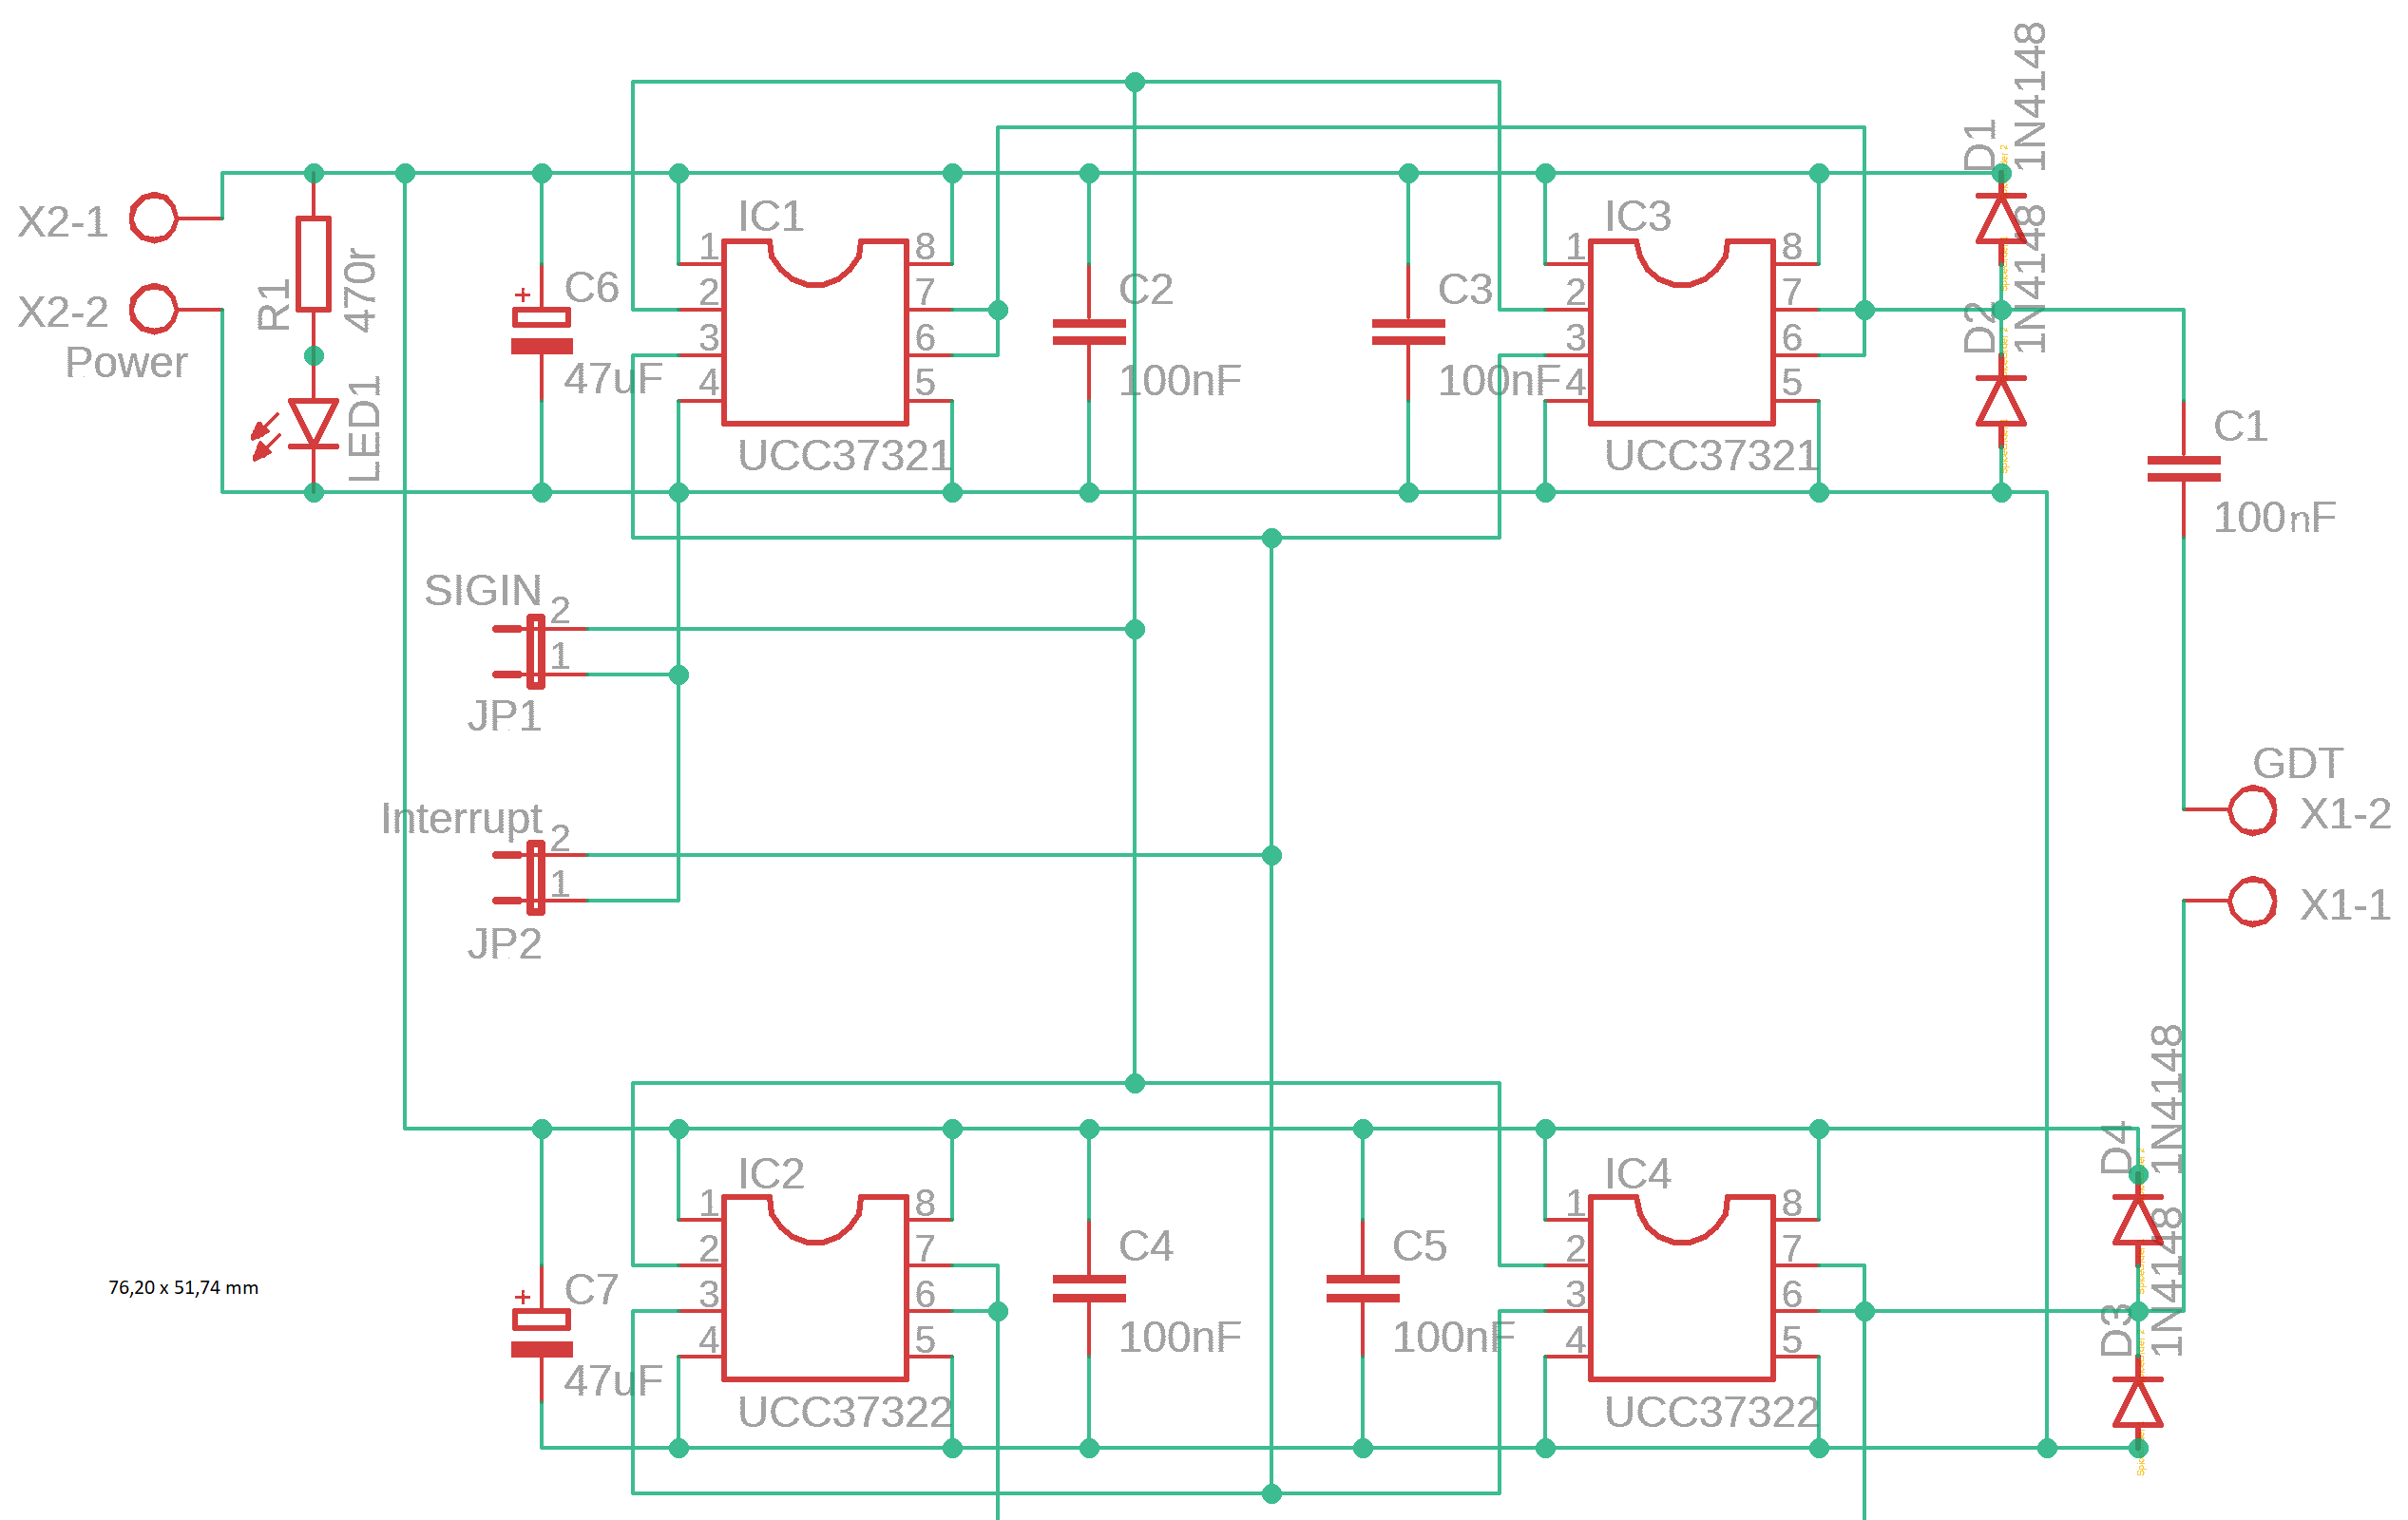 X2-1
X2-2
Power
R1
470r
LED1
C6
47uF
IC1
1
2
3
4
8
7
6
5
UCC37321
C2
100nF
C3
100nF
IC3
1
2
3
4
8
7
6
5
UCC37321
D1
1N4148
D2
1N4148
C1
100nF
SIGIN
2
1
JP1
Interrupt
2
1
JP2
GDT
X1-2
X1-1
76,20 x 51,74 mm
C7
47uF
IC2
1
2
3
4
8
7
6
5
UCC37322
C4
100nF
C5
100nF
IC4
1
2
3
4
8
7
6
5
UCC37322
D4
1N4148
D3
1N4148